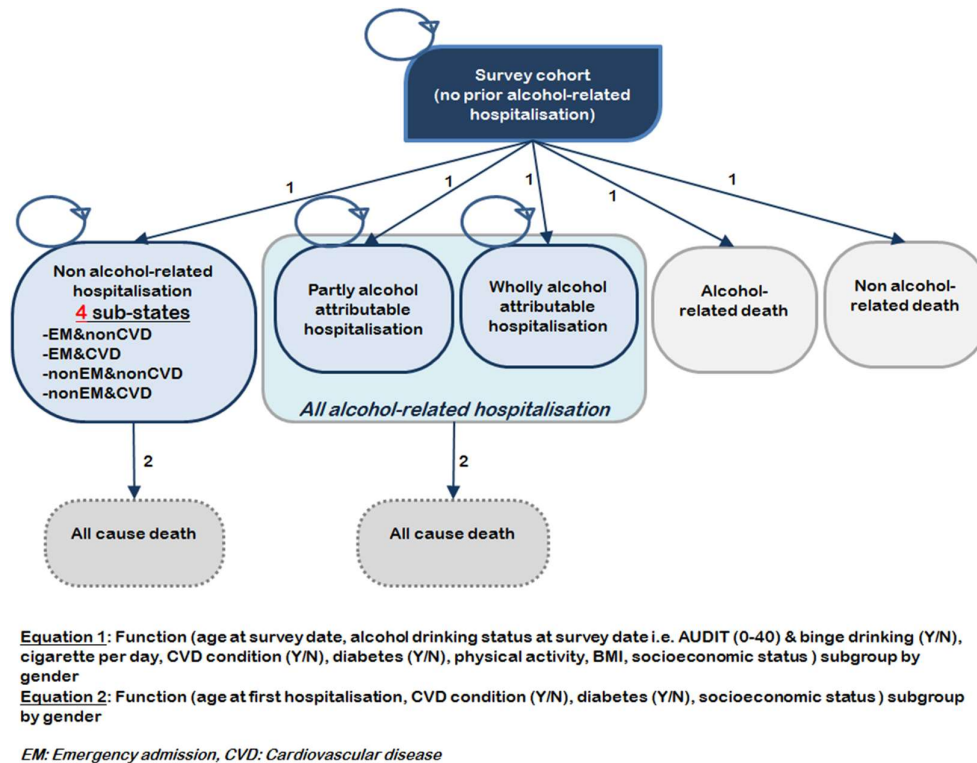 Survey cohort
(no prior alcohol-related
hospitalisation)
1
1
1
1
1
Non alcohol-related
hospitalisation
4 sub-states
-EM&nonCVD
-EM&CVD
-nonEM&nonCVD
-nonEM&CVD
Partly alcohol
attributable
hospitalisation
Wholly alcohol
attributable
hospitalisation
All alcohol-related hospitalisation
Alcohol-
related death
Non alcohol-
related death
2
2
All cause death
All cause death
Equation 1: Function (age at survey date, alcohol drinking status at survey date i.e. AUDIT (0-40) & binge drinking (Y/N),
cigarette per day, CVD condition (Y/N), diabetes (Y/N), physical activity, BMI, socioeconomic status ) subgroup by
gender
Equation 2: Function (age at first hospitalisation, CVD condition (Y/N), diabetes (Y/N), socioeconomic status ) subgroup
by gender
EM: Emergency admission, CVD: Cardiovascular disease